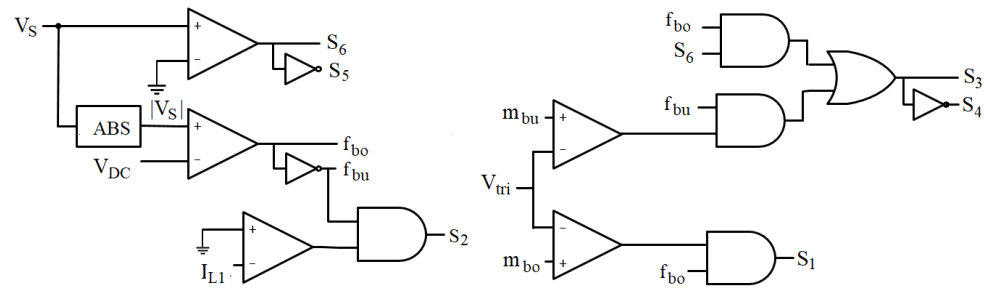 V_S
+
−
S_6
S_5
ABS
|V_S|
+
−
V_DC
f_bo
f_bu
+
−
I_L1
S_2
f_bo
S_6
S_3
S_4
f_bu
m_bu
+
−
V_tri
−
+
m_bo
f_bo
S_1